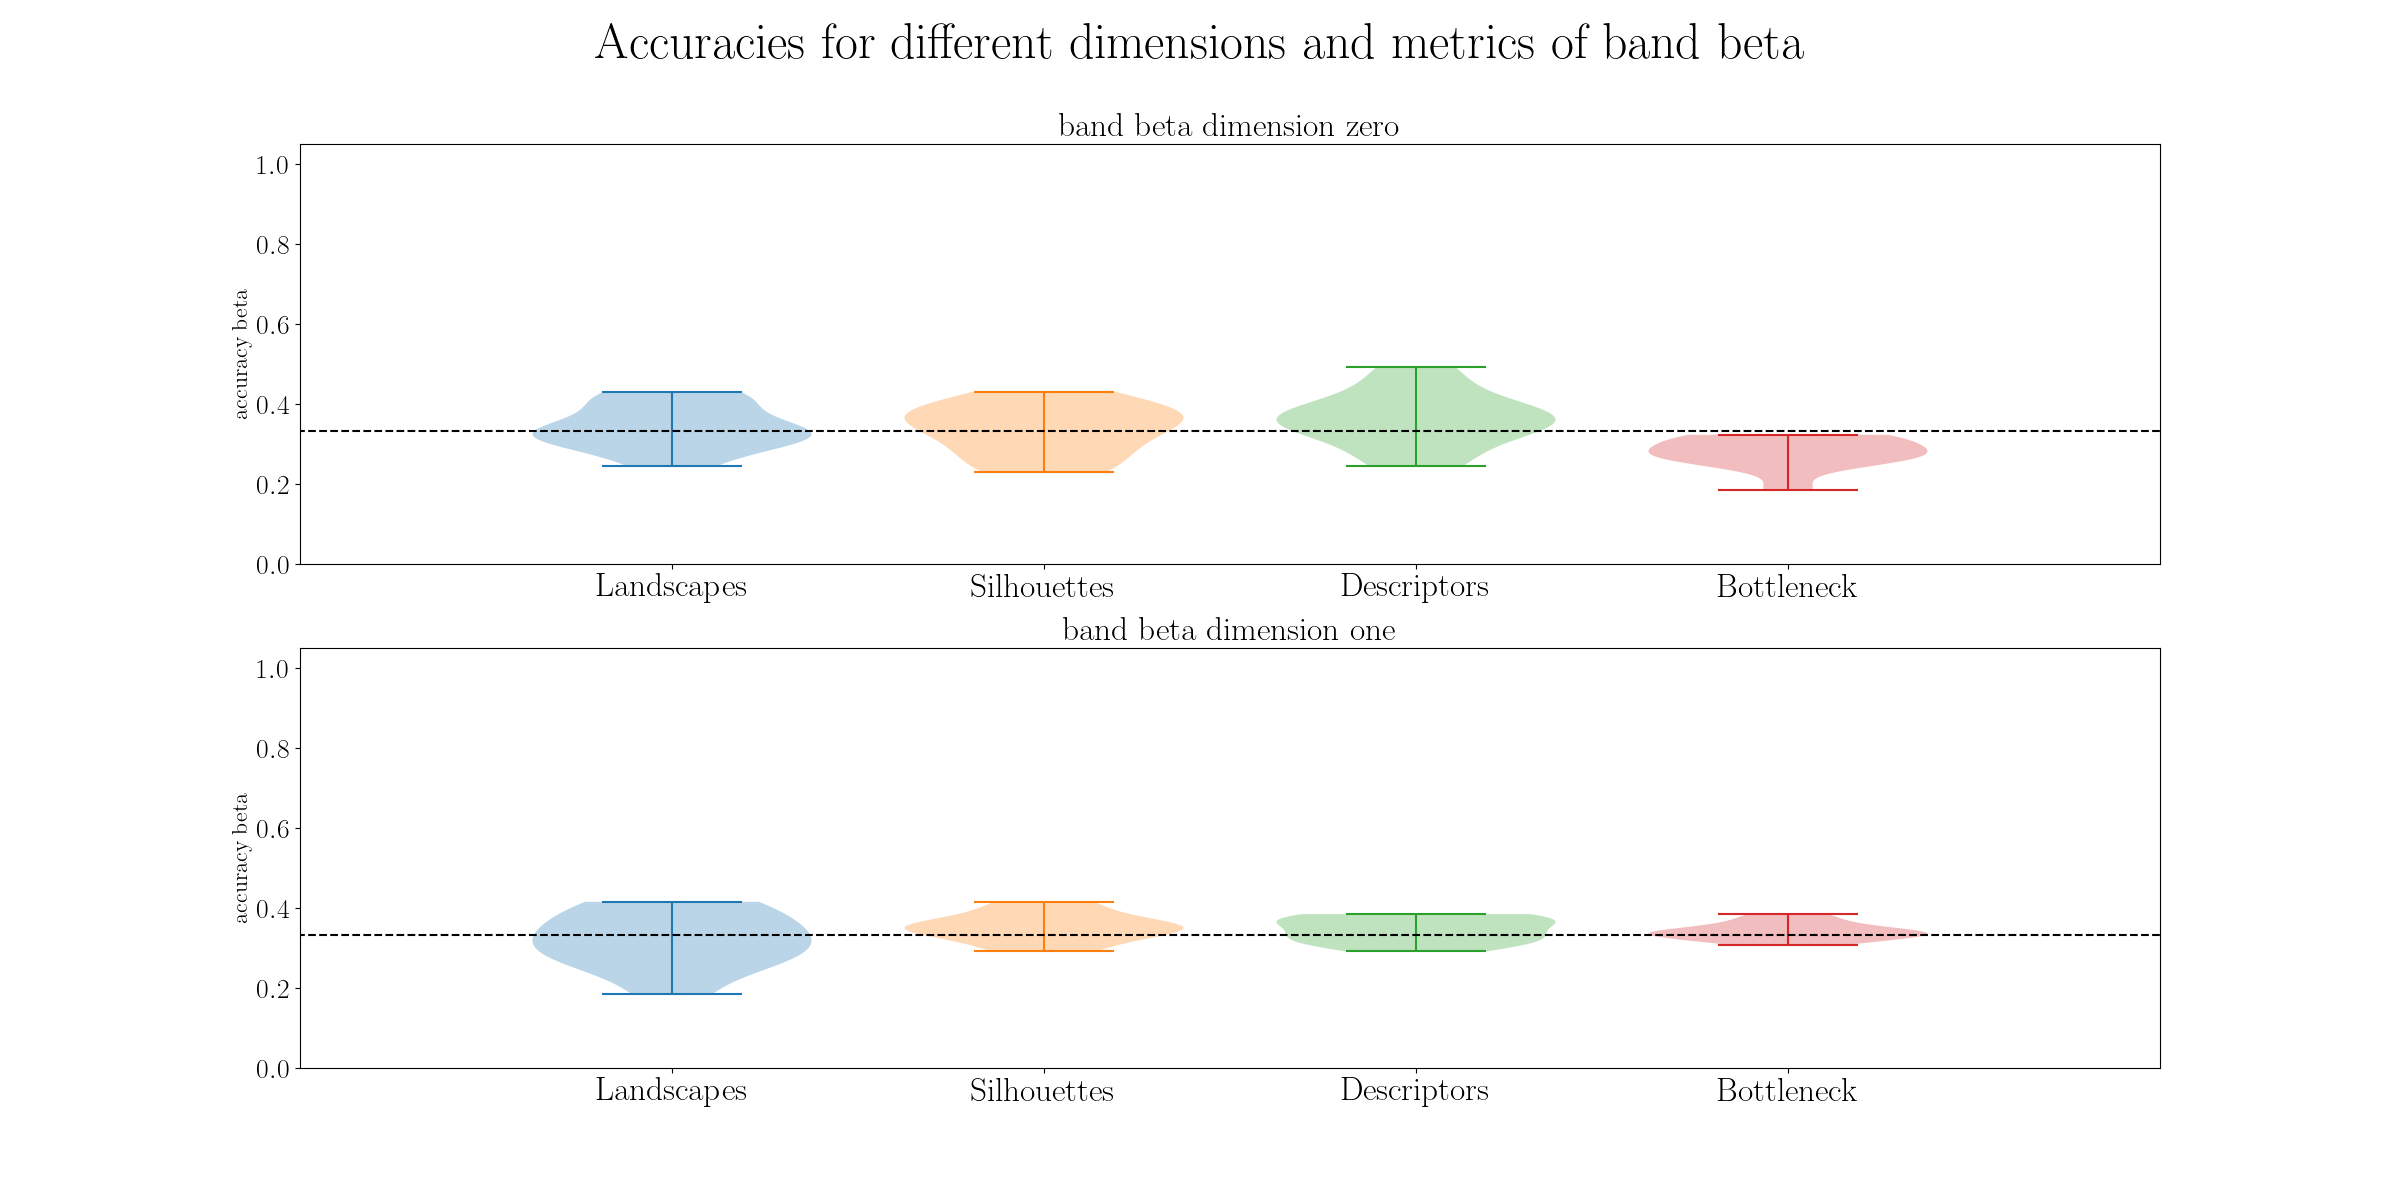 Accuracies for different dimensions and metrics of band beta
band beta dimension zero
1.0
0.8
0.6
0.4
0.2
0.0
accuracy beta
Landscapes Silhouettes Descriptors Bottleneck
band beta dimension one
1.0
0.8
0.6
0.4
0.2
0.0
accuracy beta
Landscapes Silhouettes Descriptors Bottleneck